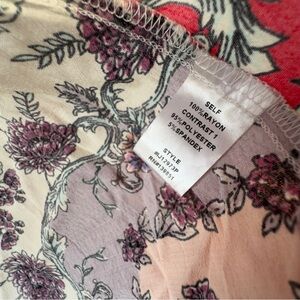 SELF
100%RAYON
CONTRAST 1
95%POLYESTER
5%SPANDEX
STYLE